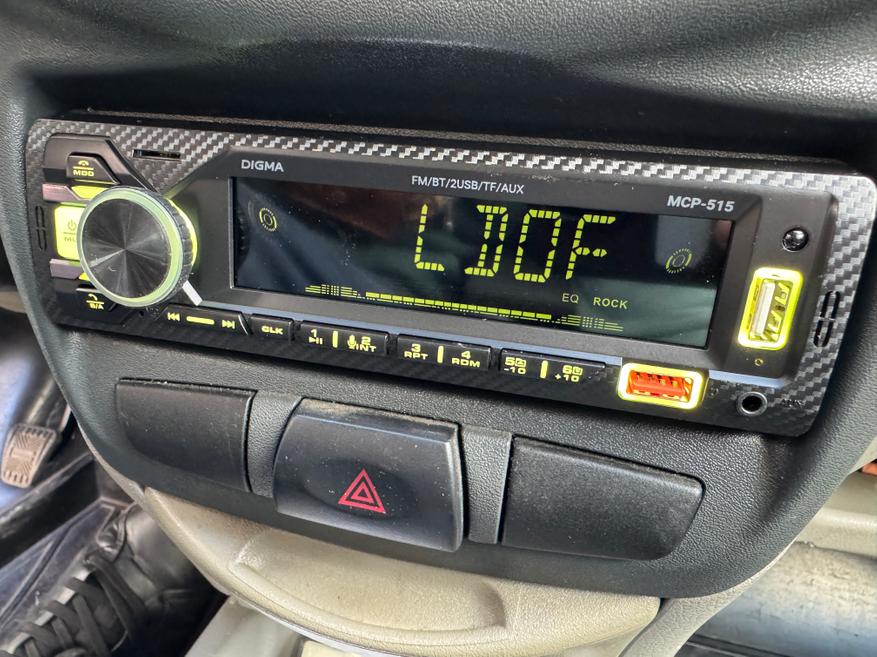 DIGMA
FM/BT/2USB/TF/AUX
MCP-515
MOD
LDOF
EQ ROCK
CLK
1
2
INT
3
RPT
4
RDM
5
-10
6
+10